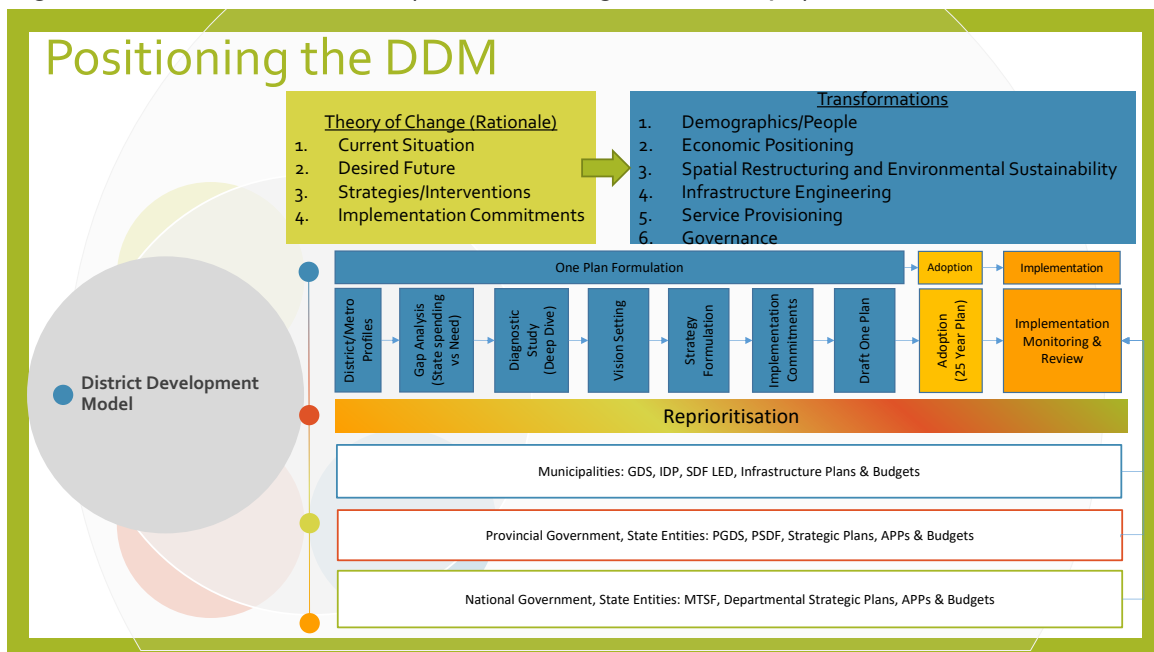 Positioning the DDM
Theory of Change (Rationale)
1. Current Situation
2. Desired Future
3. Strategies/Interventions
4. Implementation Commitments
Transformations
1. Demographics/People
2. Economic Positioning
3. Spatial Restructuring and Environmental Sustainability
4. Infrastructure Engineering
5. Service Provisioning
6. Governance
One Plan Formulation
Adoption
Implementation
District/Metro
Profiles
Gap Analysis
(State spending
vs Need)
Diagnostic
Study
(Deep Dive)
Vision Setting
Strategy
Formulation
Implementation
Commitments
Draft One Plan
Adoption
(25 Year Plan)
Implementation
Monitoring &
Review
District Development
Model
Reprioritisation
Municipalities: GDS, IDP, SDF LED, Infrastructure Plans & Budgets
Provincial Government, State Entities: PGDS, PSDF, Strategic Plans, APPs & Budgets
National Government, State Entities: MTSF, Departmental Strategic Plans, APPs & Budgets